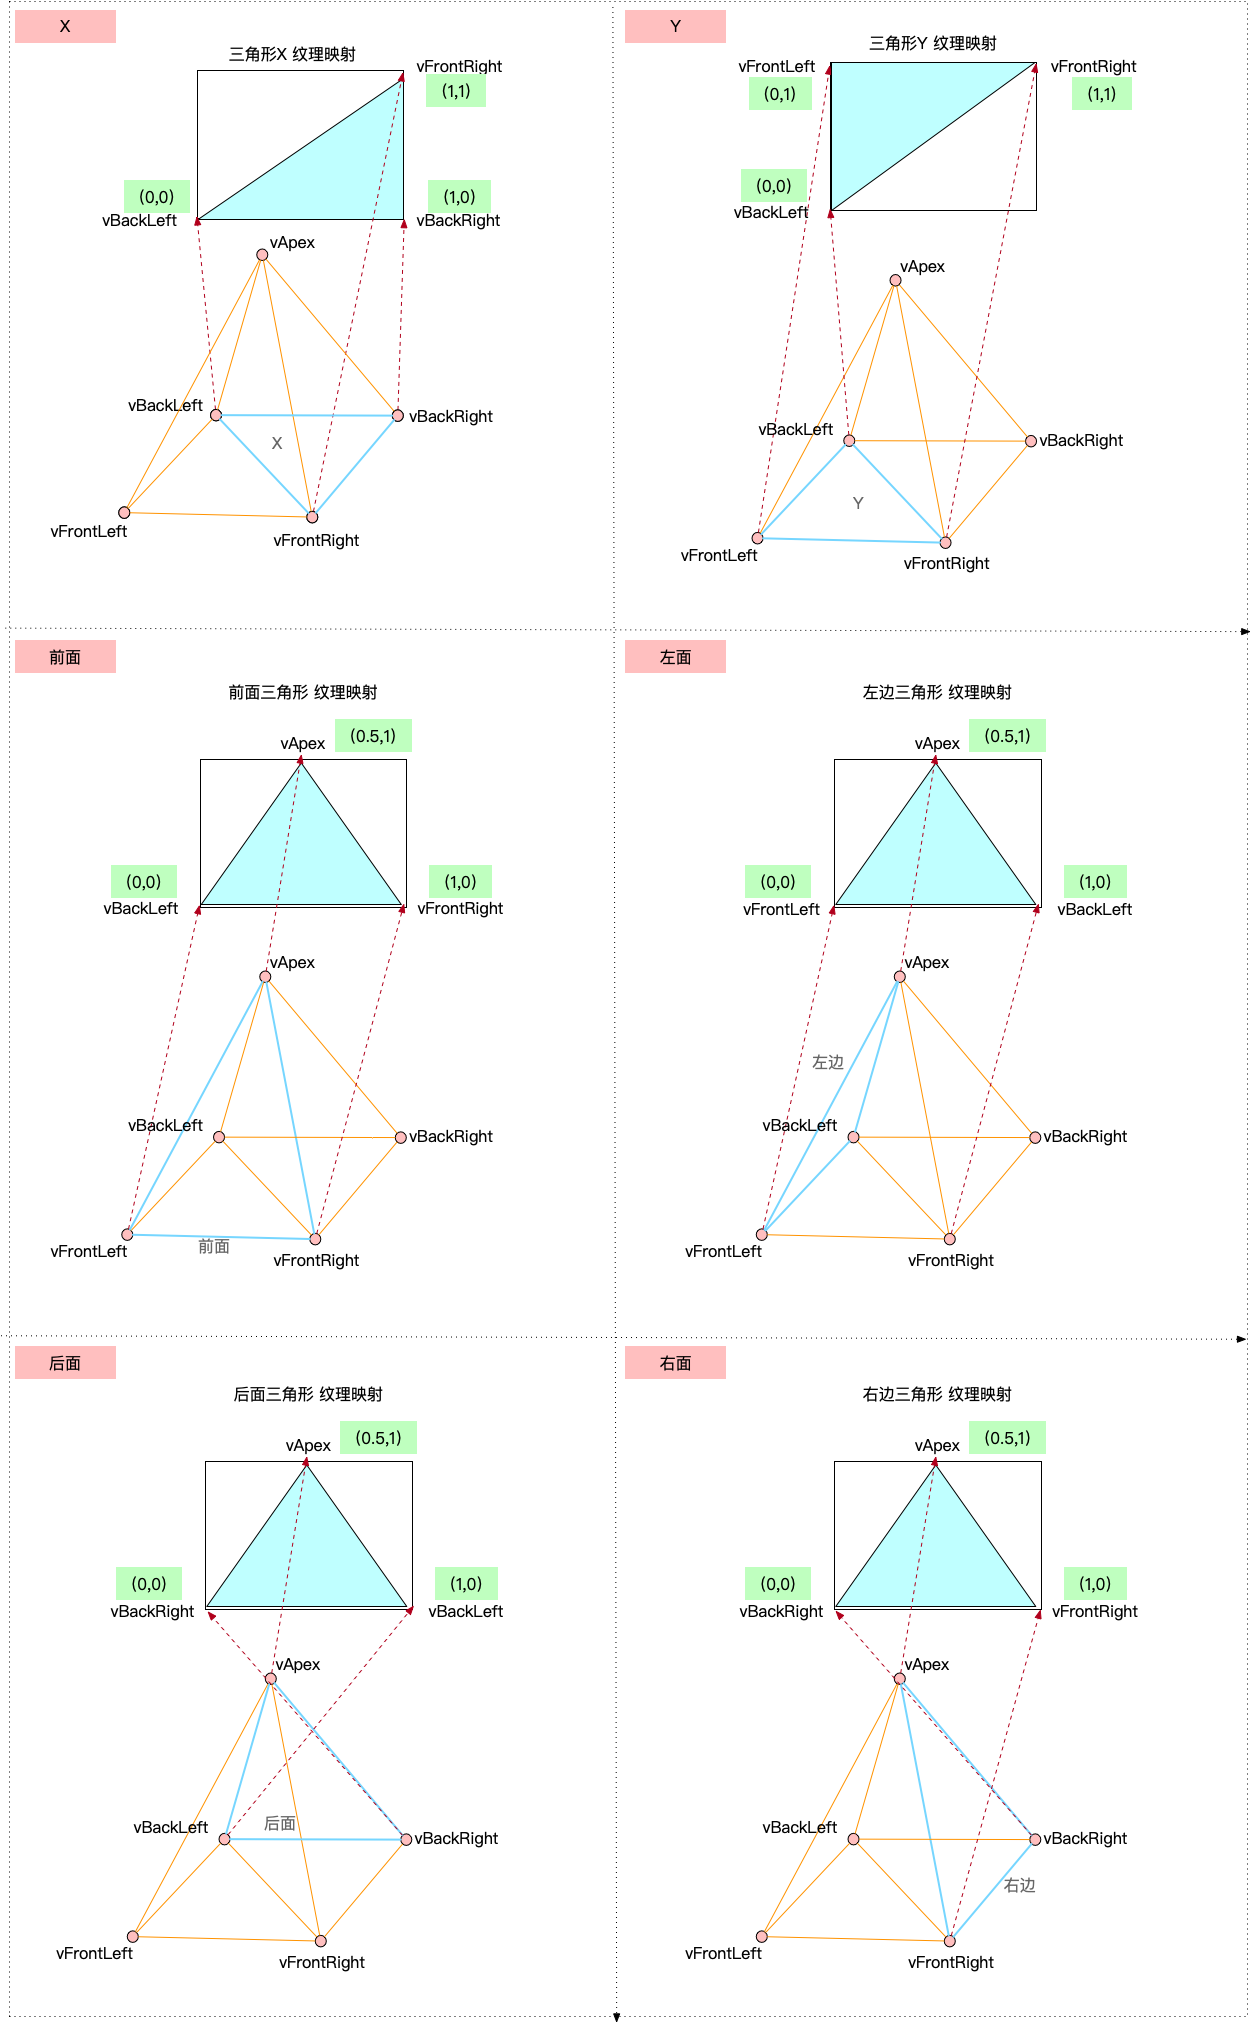 X
三角形X 纹理映射
vFrontRight
(1,1)
(0,0)
(1,0)
vBackLeft
vBackRight
vApex
vBackLeft
vBackRight
X
vFrontLeft
vFrontRight
Y
三角形Y 纹理映射
vFrontLeft
vFrontRight
(0,1)
(1,1)
(0,0)
vBackLeft
vApex
vBackLeft
vBackRight
Y
vFrontLeft
vFrontRight
前面
前面三角形 纹理映射
(0.5,1)
vApex
(0,0)
(1,0)
vBackLeft
vFrontRight
vApex
vBackLeft
vBackRight
前面
vFrontLeft
vFrontRight
左面
左边三角形 纹理映射
(0.5,1)
vApex
(0,0)
(1,0)
vFrontLeft
vBackLeft
vApex
左边
vBackLeft
vBackRight
vFrontLeft
vFrontRight
后面
后面三角形 纹理映射
(0.5,1)
vApex
(0,0)
(1,0)
vBackRight
vBackLeft
vApex
后面
vBackLeft
vBackRight
vFrontLeft
vFrontRight
右面
右边三角形 纹理映射
(0.5,1)
vApex
(0,0)
(1,0)
vBackRight
vFrontRight
vApex
vBackLeft
vBackRight
右边
vFrontLeft
vFrontRight